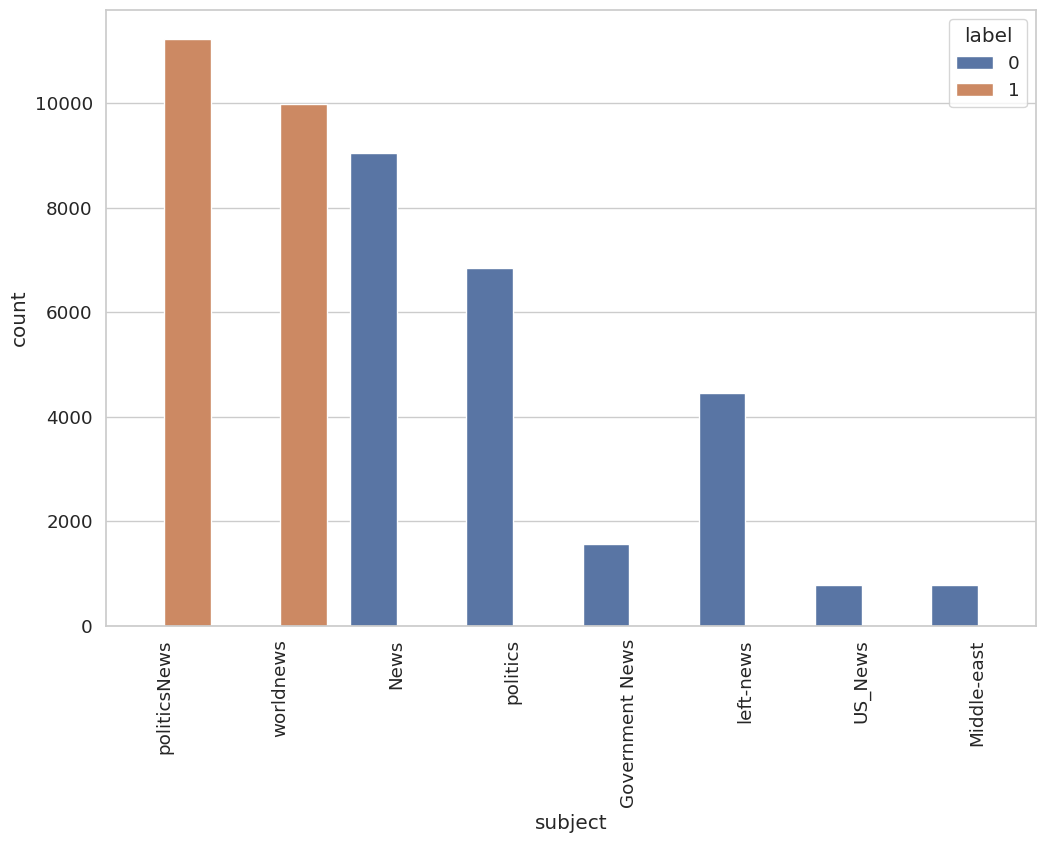 label
0
1
10000
8000
6000
4000
2000
0
count
politicsNews
worldnews
News
politics
Government News
left-news
US_News
Middle-east
subject